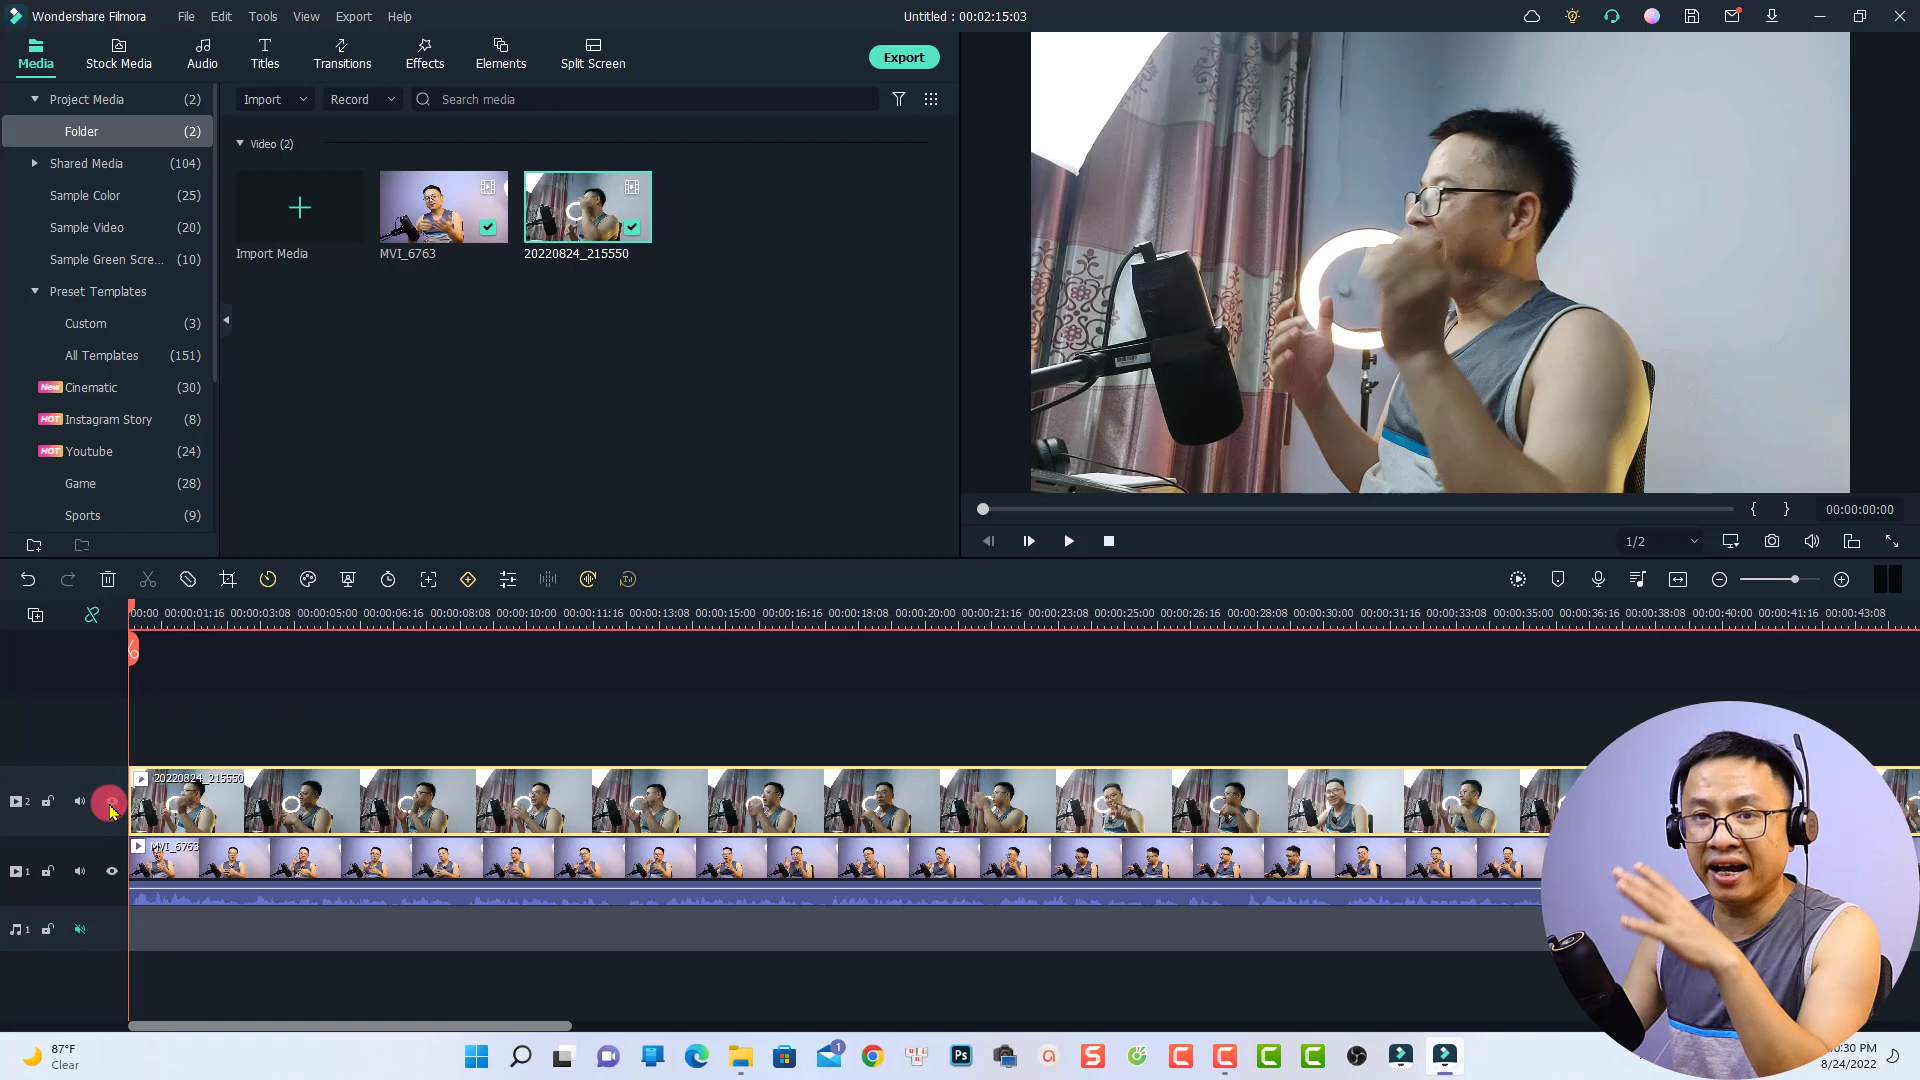 Wondershare Filmora File Edit Tools View Export Help Untitled : 00:02:15:03
Media Stock Media Audio Titles Transitions Effects Elements Split Screen Export
Project Media (2) Import Record Search media
Folder (2)
Video (2)
Shared Media (104)
Sample Color (25)
Sample Video (20)
Sample Green Scre... (10)
Import Media MVI_6763 20220824_215550
Preset Templates
Custom (3)
All Templates (151)
New Cinematic (30)
HOT Instagram Story (8)
HOT Youtube (24)
Game (28)
Sports (9)
{ } 00:00:00:00
1/2
00:00 00:00:01:16 00:00:03:08 00:00:05:00 00:00:06:16 00:00:08:08 00:00:10:00 00:00:11:16 00:00:13:08 00:00:15:00 00:00:16:16 00:00:18:08 00:00:20:00 00:00:21:16 00:00:23:08 00:00:25:00 00:00:26:16 00:00:28:08 00:00:30:00 00:00:31:16 00:00:33:08 00:00:35:00 00:00:36:16 00:00:38:08 00:00:40:00 00:00:41:16 00:00:43:08
20220824_215550
2
MVI_6763
1
1
87°F
Clear
1
Ps
S
C
C
C
C
:30 PM
8/24/2022